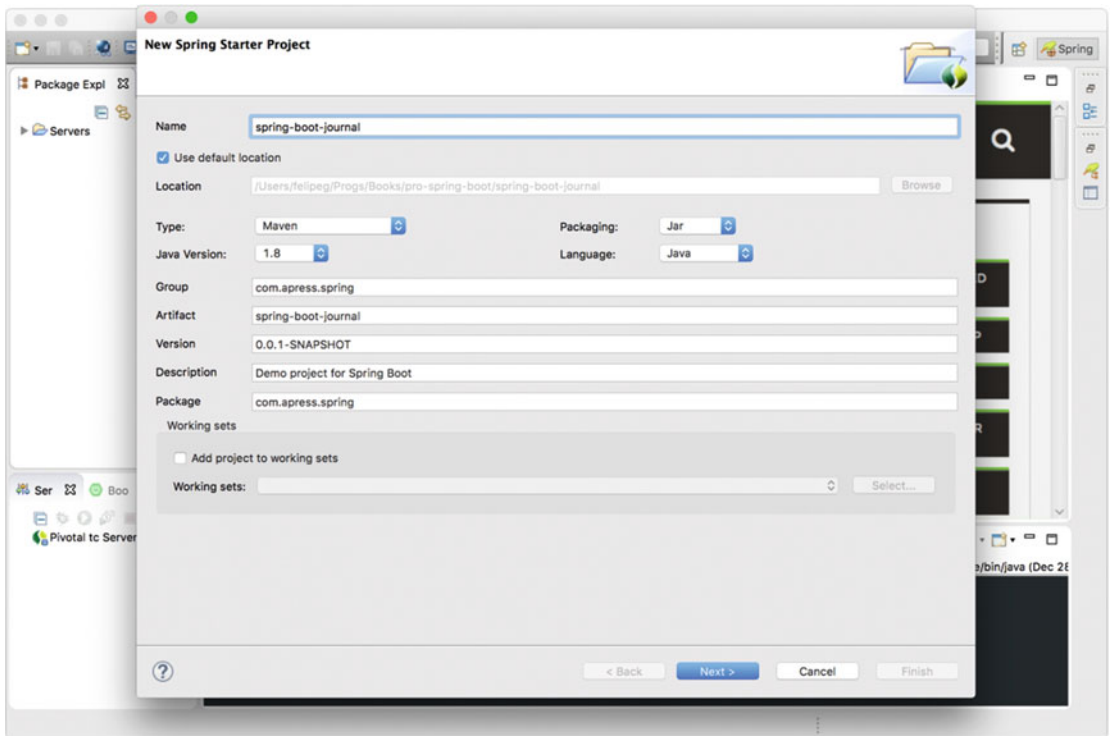 New Spring Starter Project
Spring
Package Expl
Servers
Name spring-boot-journal
Use default location
Location /Users/felipeg/Progs/Books/pro-spring-boot/spring-boot-journal Browse
Type: Maven Packaging: Jar
Java Version: 1.8 Language: Java
Group com.apress.spring
Artifact spring-boot-journal
Version 0.0.1-SNAPSHOT
Description Demo project for Spring Boot
Package com.apress.spring
Working sets
Add project to working sets
Working sets: Select...
Ser Boo
Pivotal tc Server
e/bin/java (Dec 28
? < Back Next > Cancel Finish